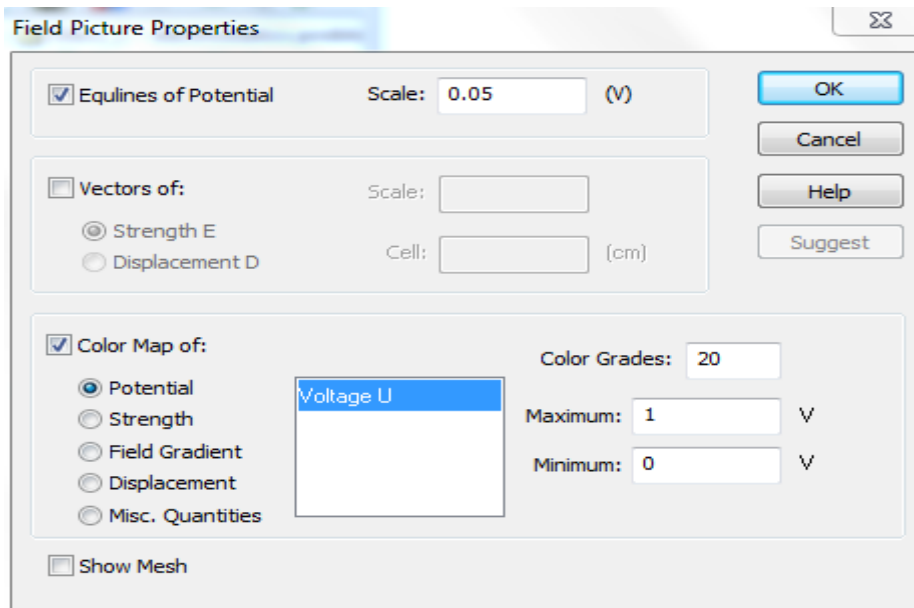 Field Picture Properties
Equlines of Potential Scale: 0.05 (V)
OK
Cancel
Vectors of: Scale:
Help
Strength E
Displacement D Cell: (cm)
Suggest
Color Map of: Color Grades: 20
Potential Voltage U
Strength Maximum: 1 V
Field Gradient
Displacement Minimum: 0 V
Misc. Quantities
Show Mesh